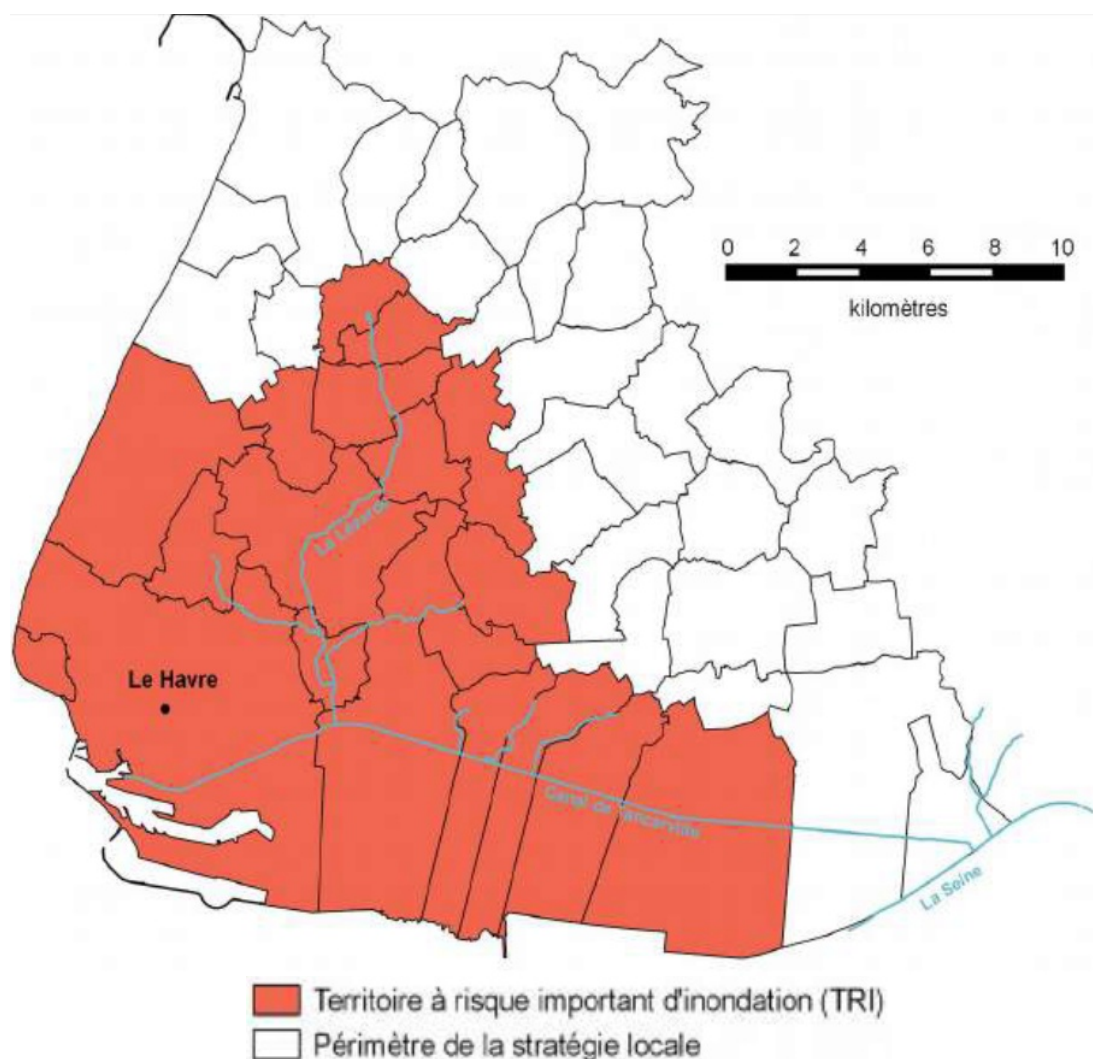 0 2 4 6 8 10
kilomètres
La Lézarde
Le Havre
Canal de Tancarville
La Seine
Territoire à risque important d'inondation (TRI)
Périmètre de la stratégie locale